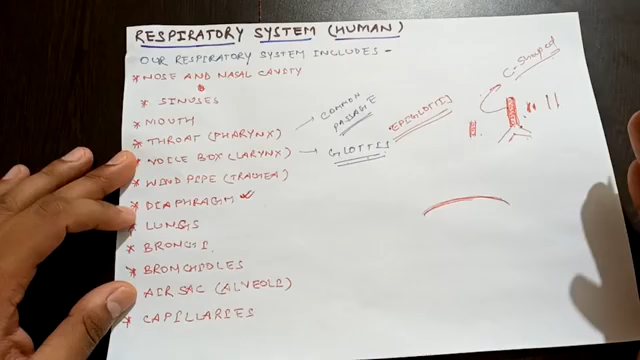 RESPIRATORY SYSTEM (HUMAN)
OUR RESPIRATORY SYSTEM INCLUDES -
* NOSE AND NASAL CAVITY
* SINUSES
* MOUTH
* THROAT (PHARYNX) → COMMON PASSAGE
* VOICE BOX (LARYNX) → GLOTTIS
EPIGLOTTIS
* WIND PIPE (TRACHEA)
* DIAPHRAGM
* LUNGS
* BRONCHI
* BRONCHIOLES
* AIR SAC (ALVEOLI)
* CAPILLARIES
C-Shaped